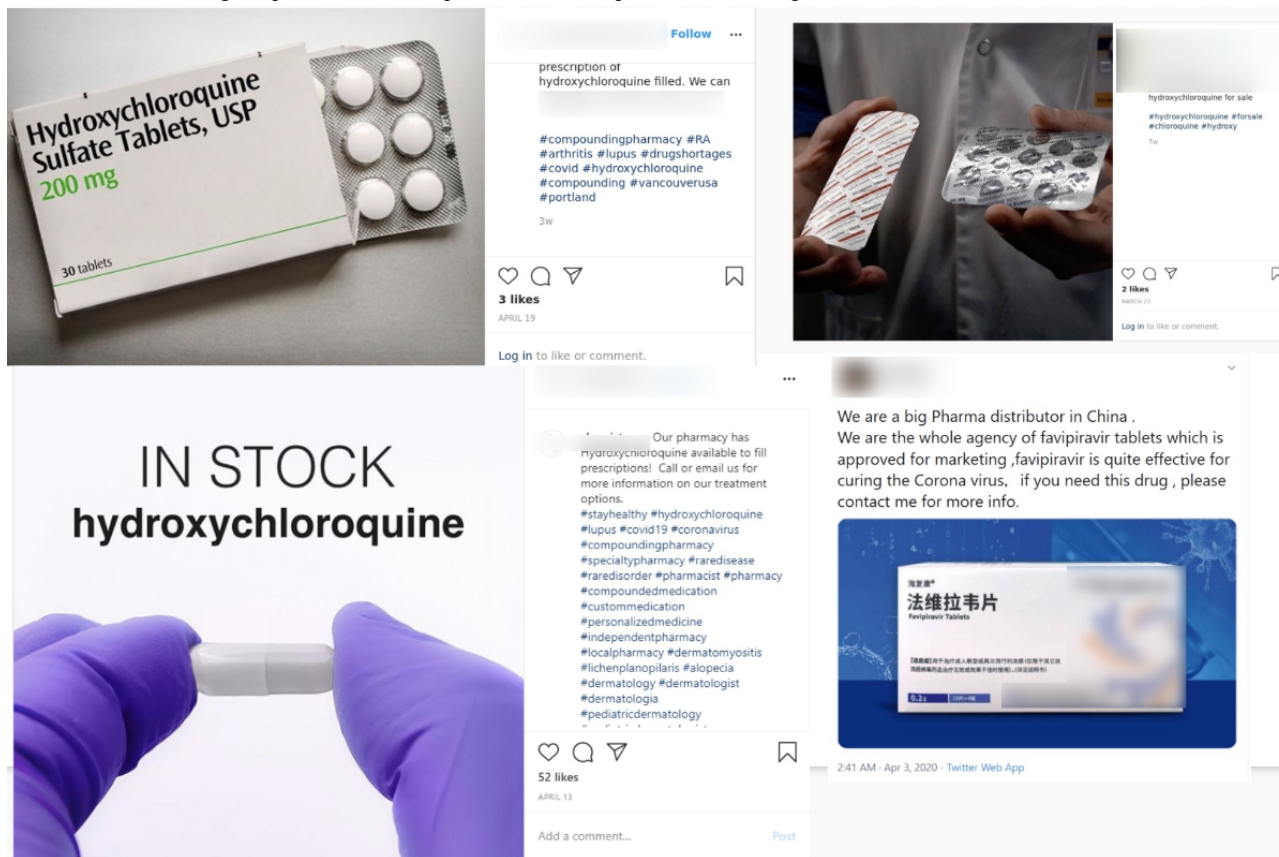 Hydroxychloroquine
Sulfate Tablets, USP
200 mg
30 tablets
Follow
prescription of
hydroxychloroquine filled. We can
#compoundingpharmacy #RA
#arthritis #lupus #drugshortages
#covid #hydroxychloroquine
#compounding #vancouverusa
#portland
3w
3 likes
APRIL 19
Log in to like or comment.
hydroxychloroquine for sale
#hydroxychloroquine #forsale
#chloroquine #hydroxy
7w
2 likes
MARCH 23
Log in to like or comment.
IN STOCK
hydroxychloroquine
Our pharmacy has
Hydroxychloroquine available to fill
prescriptions! Call or email us for
more information on our treatment
options.
#stayhealthy #hydroxychloroquine
#lupus #covid19 #coronavirus
#compoundingpharmacy
#specialtypharmacy #raredisease
#raredisorder #pharmacist #pharmacy
#compoundedmedication
#custommedication
#personalizedmedicine
#independentpharmacy
#localpharmacy #dermatomyositis
#lichenplanopilaris #alopecia
#dermatology #dermatologist
#dermatologia
#pediatricdermatology
52 likes
APRIL 13
Add a comment...
Post
We are a big Pharma distributor in China .
We are the whole agency of favipiravir tablets which is
approved for marketing ,favipiravir is quite effective for
curing the Corona virus, if you need this drug , please
contact me for more info.
海复康®
法维拉韦片
Favipiravir Tablets
0.2g
2:41 AM · Apr 3, 2020 · Twitter Web App